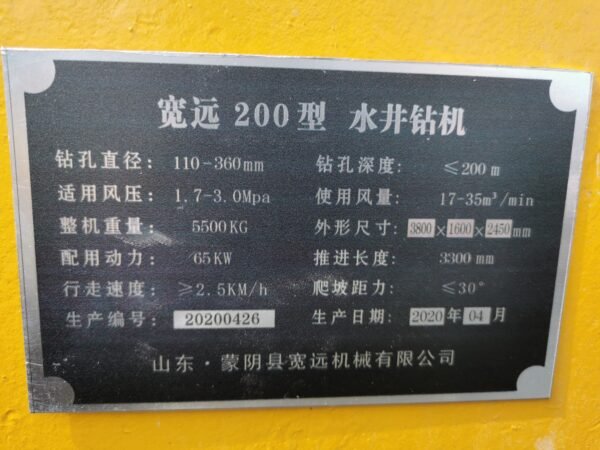 宽远 200型 水井钻机
钻孔直径: 110-360mm 钻孔深度: ≤200 m
适用风压: 1.7-3.0Mpa 使用风量: 17-35m³/min
整机重量: 5500KG 外形尺寸: 3800×1600×2450mm
配用动力: 65KW 推进长度: 3300 mm
行走速度: ≥2.5KM/h 爬坡距力: ≤30°
生产编号: 20200426 生产日期: 2020年04月
山东·蒙阴县宽远机械有限公司